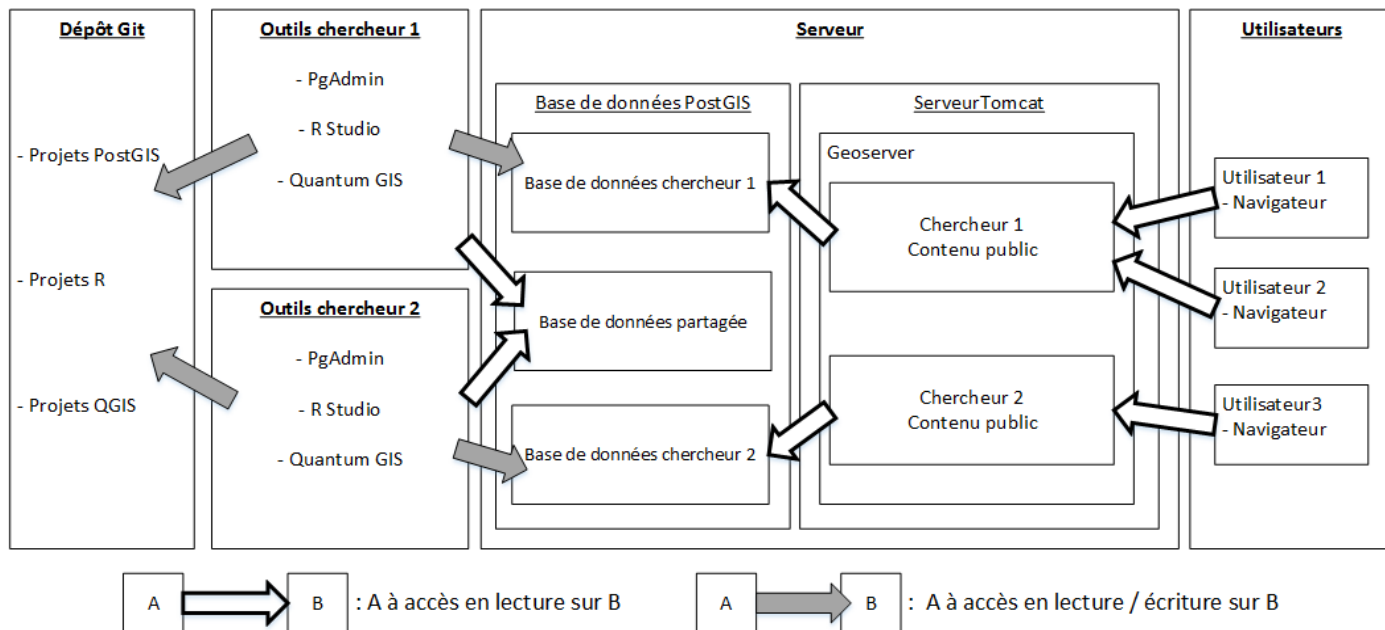 Dépôt Git
- Projets PostGIS
- Projets R
- Projets QGIS
Outils chercheur 1
- PgAdmin
- R Studio
- Quantum GIS
Outils chercheur 2
- PgAdmin
- R Studio
- Quantum GIS
Serveur
Base de données PostGIS
Base de données chercheur 1
Base de données partagée
Base de données chercheur 2
ServeurTomcat
Geoserver
Chercheur 1
Contenu public
Chercheur 2
Contenu public
Utilisateurs
Utilisateur 1
- Navigateur
Utilisateur 2
- Navigateur
Utilisateur3
- Navigateur
A
B
: A à accès en lecture sur B
A
B
: A à accès en lecture / écriture sur B